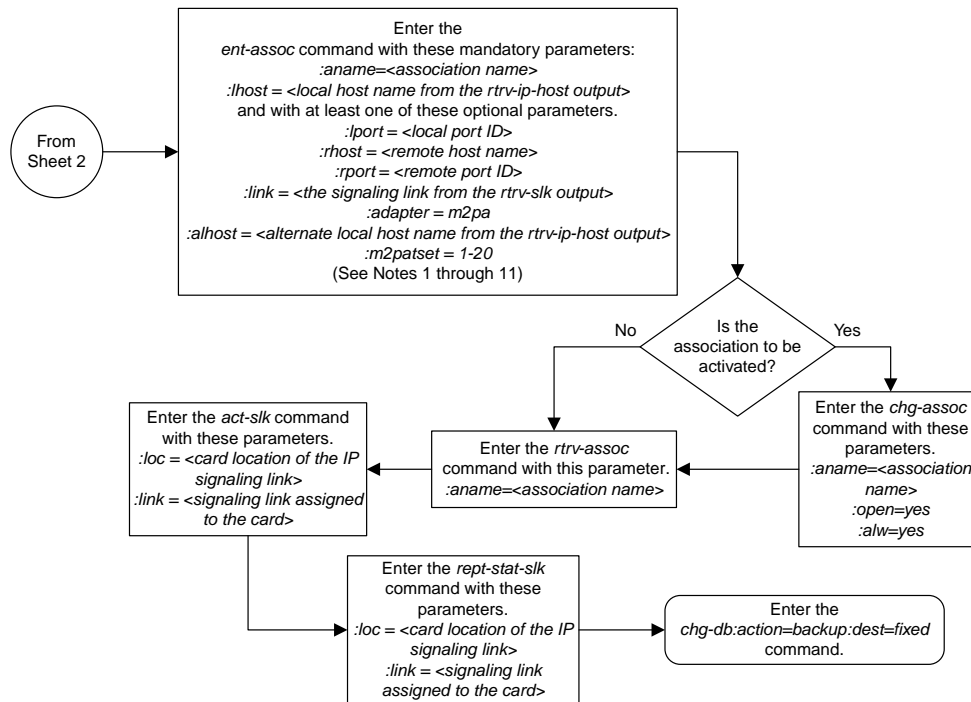 From
Sheet 2
Enter the
ent-assoc command with these mandatory parameters:
:aname=<association name>
:lhost = <local host name from the rtrv-ip-host output>
and with at least one of these optional parameters.
:lport = <local port ID>
:rhost = <remote host name>
:rport = <remote port ID>
:link = <the signaling link from the rtrv-slk output>
:adapter = m2pa
:alhost = <alternate local host name from the rtrv-ip-host output>
:m2patset = 1-20
(See Notes 1 through 11)
Is the
association to be
activated?
No
Yes
Enter the chg-assoc
command with these
parameters.
:aname=<association
name>
:open=yes
:alw=yes
Enter the rtrv-assoc
command with this parameter.
:aname=<association name>
Enter the act-slk command
with these parameters.
:loc = <card location of the IP
signaling link>
:link = <signaling link assigned
to the card>
Enter the rept-stat-slk
command with these
parameters.
:loc = <card location of the IP
signaling link>
:link = <signaling link
assigned to the card>
Enter the
chg-db:action=backup:dest=fixed
command.